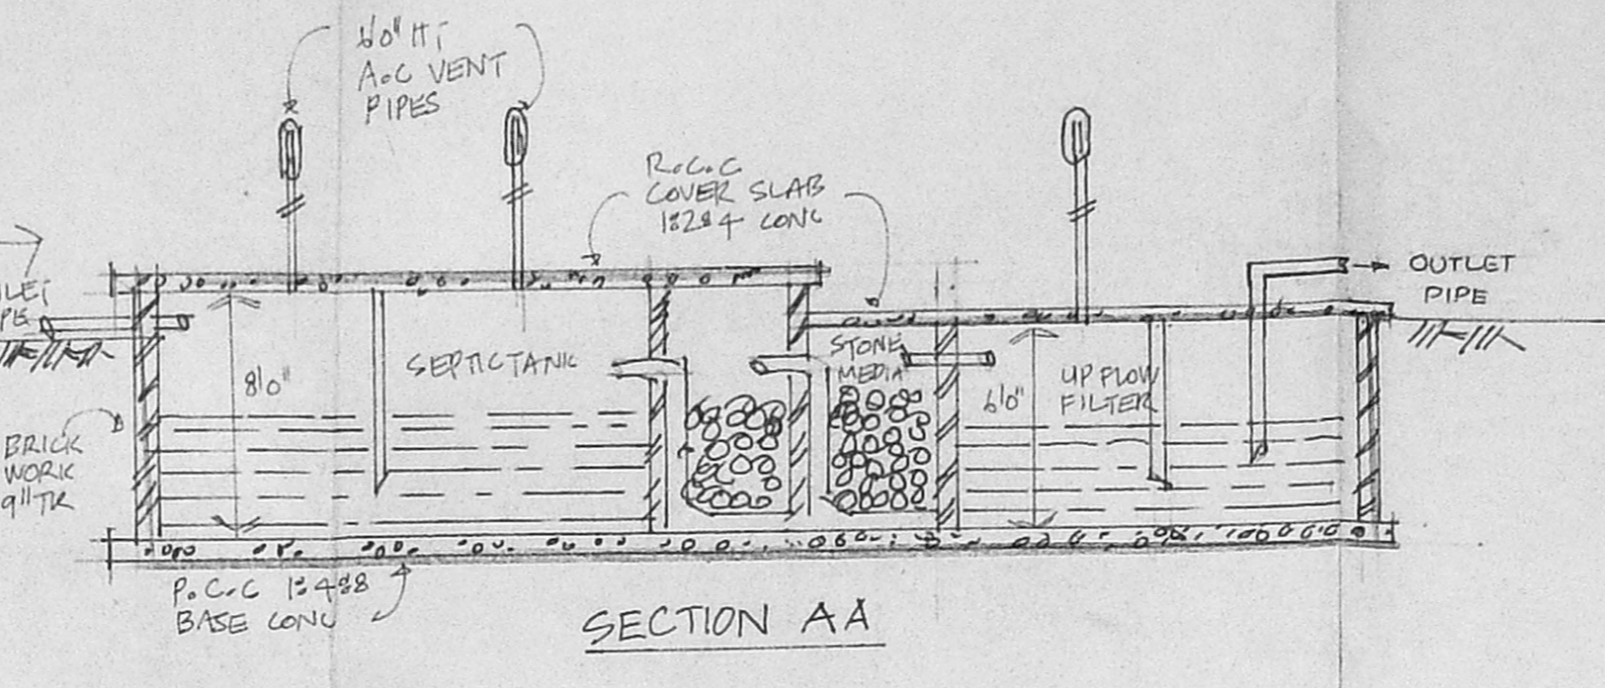 6'0" Ht
A.C VENT
PIPES
R.C.C
COVER SLAB
1:2:4 CONC
OUTLET
PIPE
SEPTIC TANK
8'0"
STONE
MEDIA
6'0"
UP FLOW
FILTER
BRICK
WORK
9" TK
P.C.C 1:4:8
BASE CONC
SECTION AA